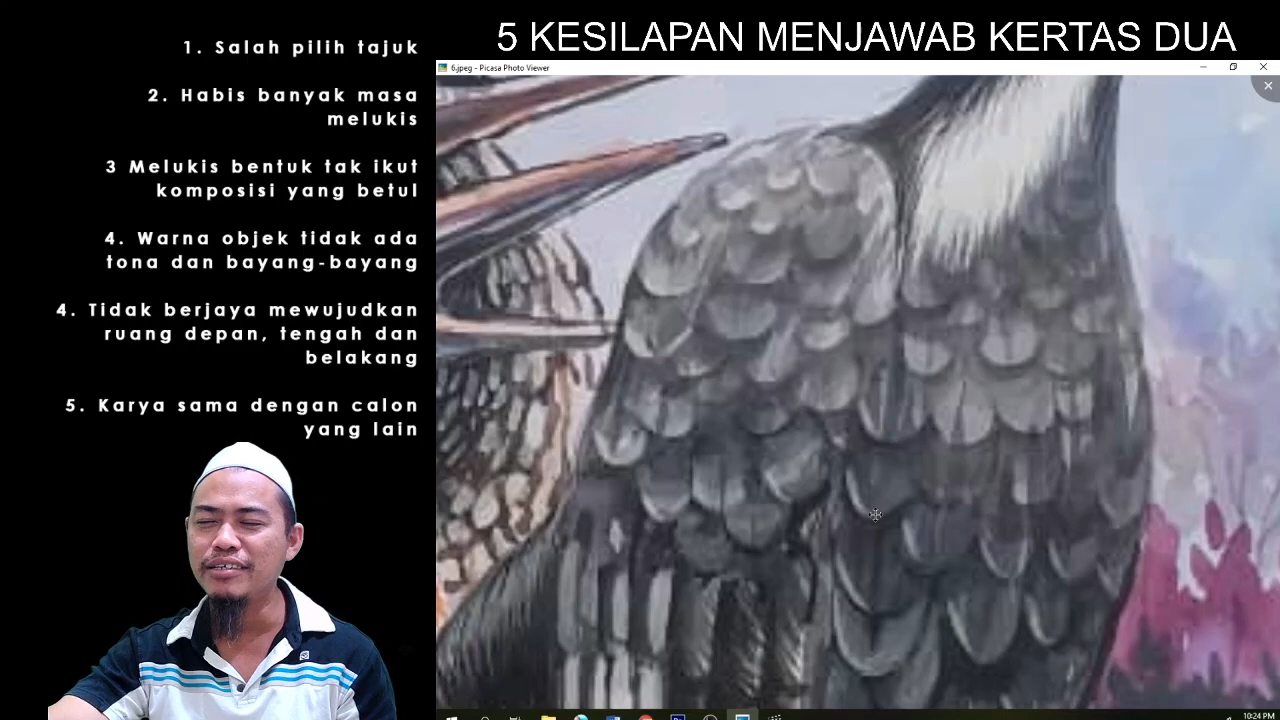 5 KESILAPAN MENJAWAB KERTAS DUA
1. Salah pilih tajuk
2. Habis banyak masa
melukis
3 Melukis bentuk tak ikut
komposisi yang betul
4. Warna objek tidak ada
tona dan bayang-bayang
4. Tidak berjaya mewujudkan
ruang depan, tengah dan
belakang
5. Karya sama dengan calon
yang lain
6.jpeg - Picasa Photo Viewer
10:24 PM